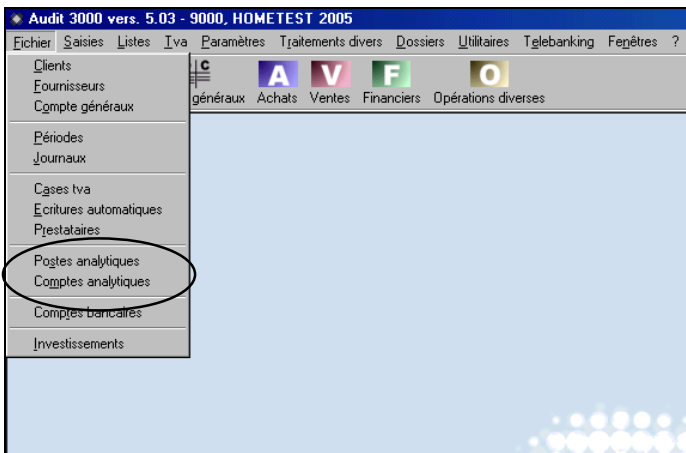 Audit 3000 vers. 5.03 - 9000, HOMETEST 2005
Fichier Saisies Listes Tva Paramètres Traitements divers Dossiers Utilitaires Telebanking Fenêtres ?
C
A V F O
généraux Achats Ventes Financiers Opérations diverses
Clients
Fournisseurs
Compte généraux
Périodes
Journaux
Cases tva
Ecritures automatiques
Prestataires
Postes analytiques
Comptes analytiques
Comptes bancaires
Investissements